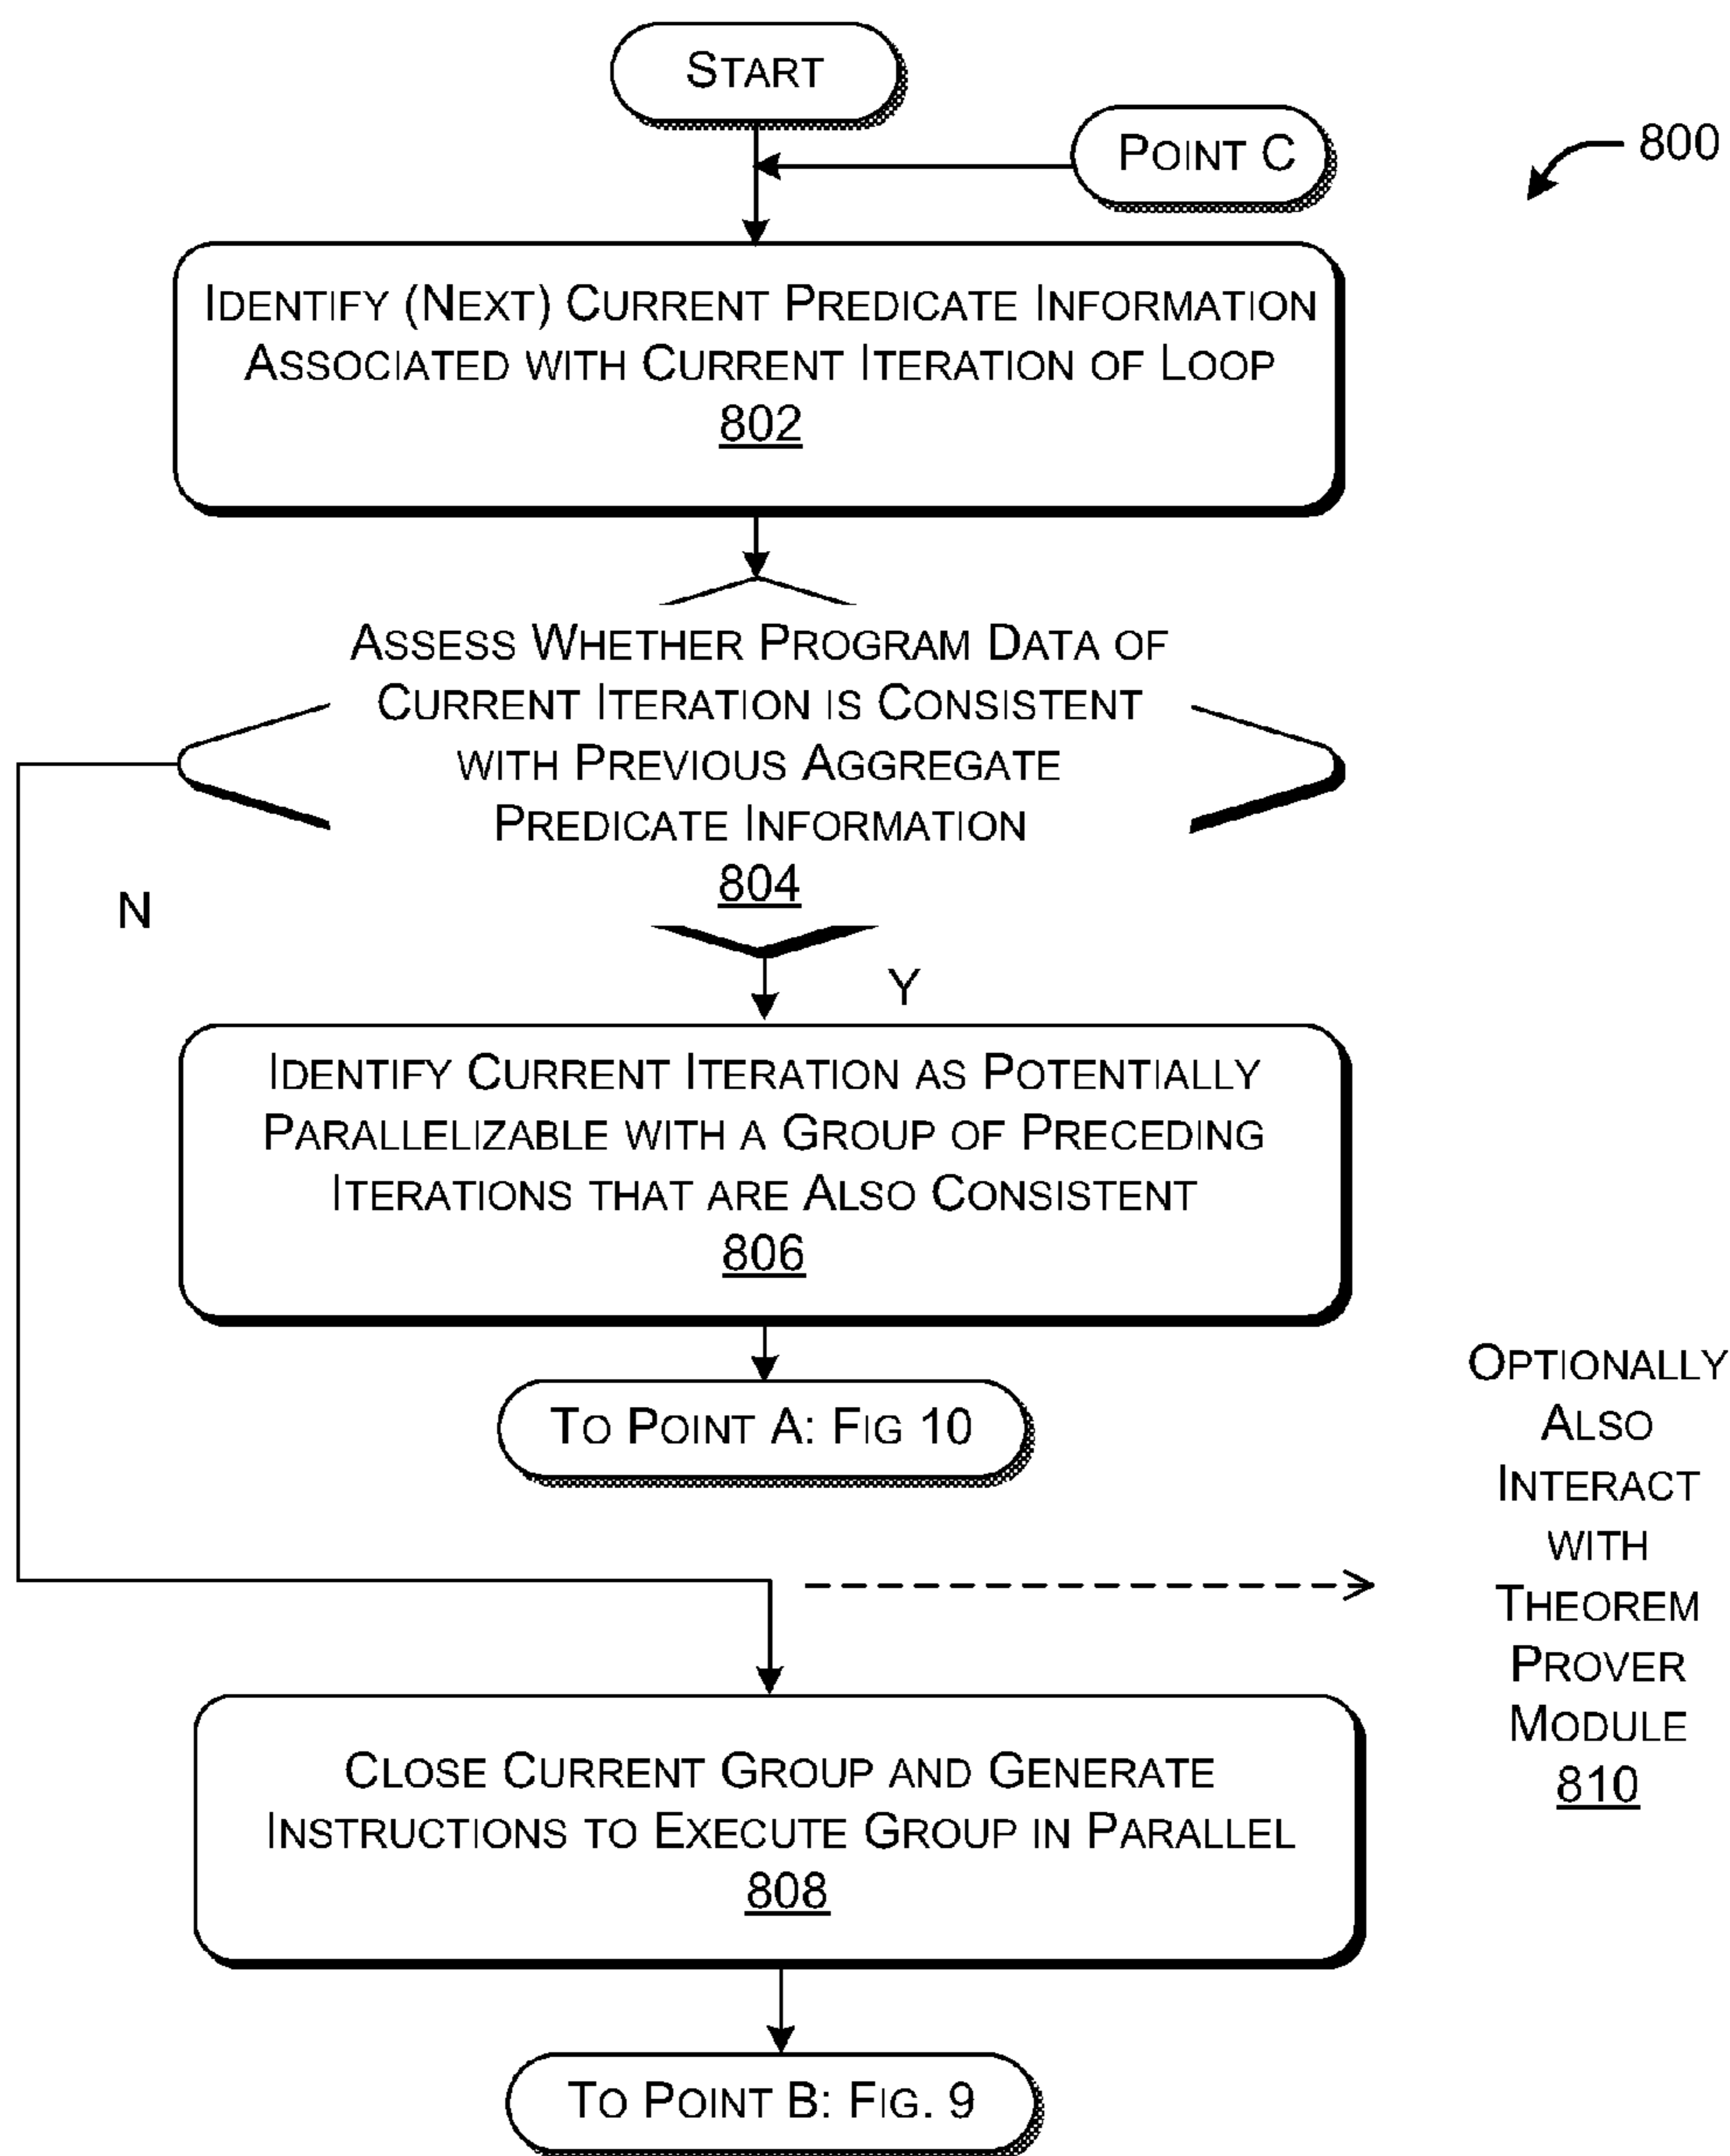 START
POINT C
800
IDENTIFY (NEXT) CURRENT PREDICATE INFORMATION
ASSOCIATED WITH CURRENT ITERATION OF LOOP
802
ASSESS WHETHER PROGRAM DATA OF
CURRENT ITERATION IS CONSISTENT
WITH PREVIOUS AGGREGATE
PREDICATE INFORMATION
804
N
Y
IDENTIFY CURRENT ITERATION AS POTENTIALLY
PARALLELIZABLE WITH A GROUP OF PRECEDING
ITERATIONS THAT ARE ALSO CONSISTENT
806
TO POINT A: FIG 10
OPTIONALLY
ALSO
INTERACT
WITH
THEOREM
PROVER
MODULE
810
CLOSE CURRENT GROUP AND GENERATE
INSTRUCTIONS TO EXECUTE GROUP IN PARALLEL
808
TO POINT B: FIG. 9